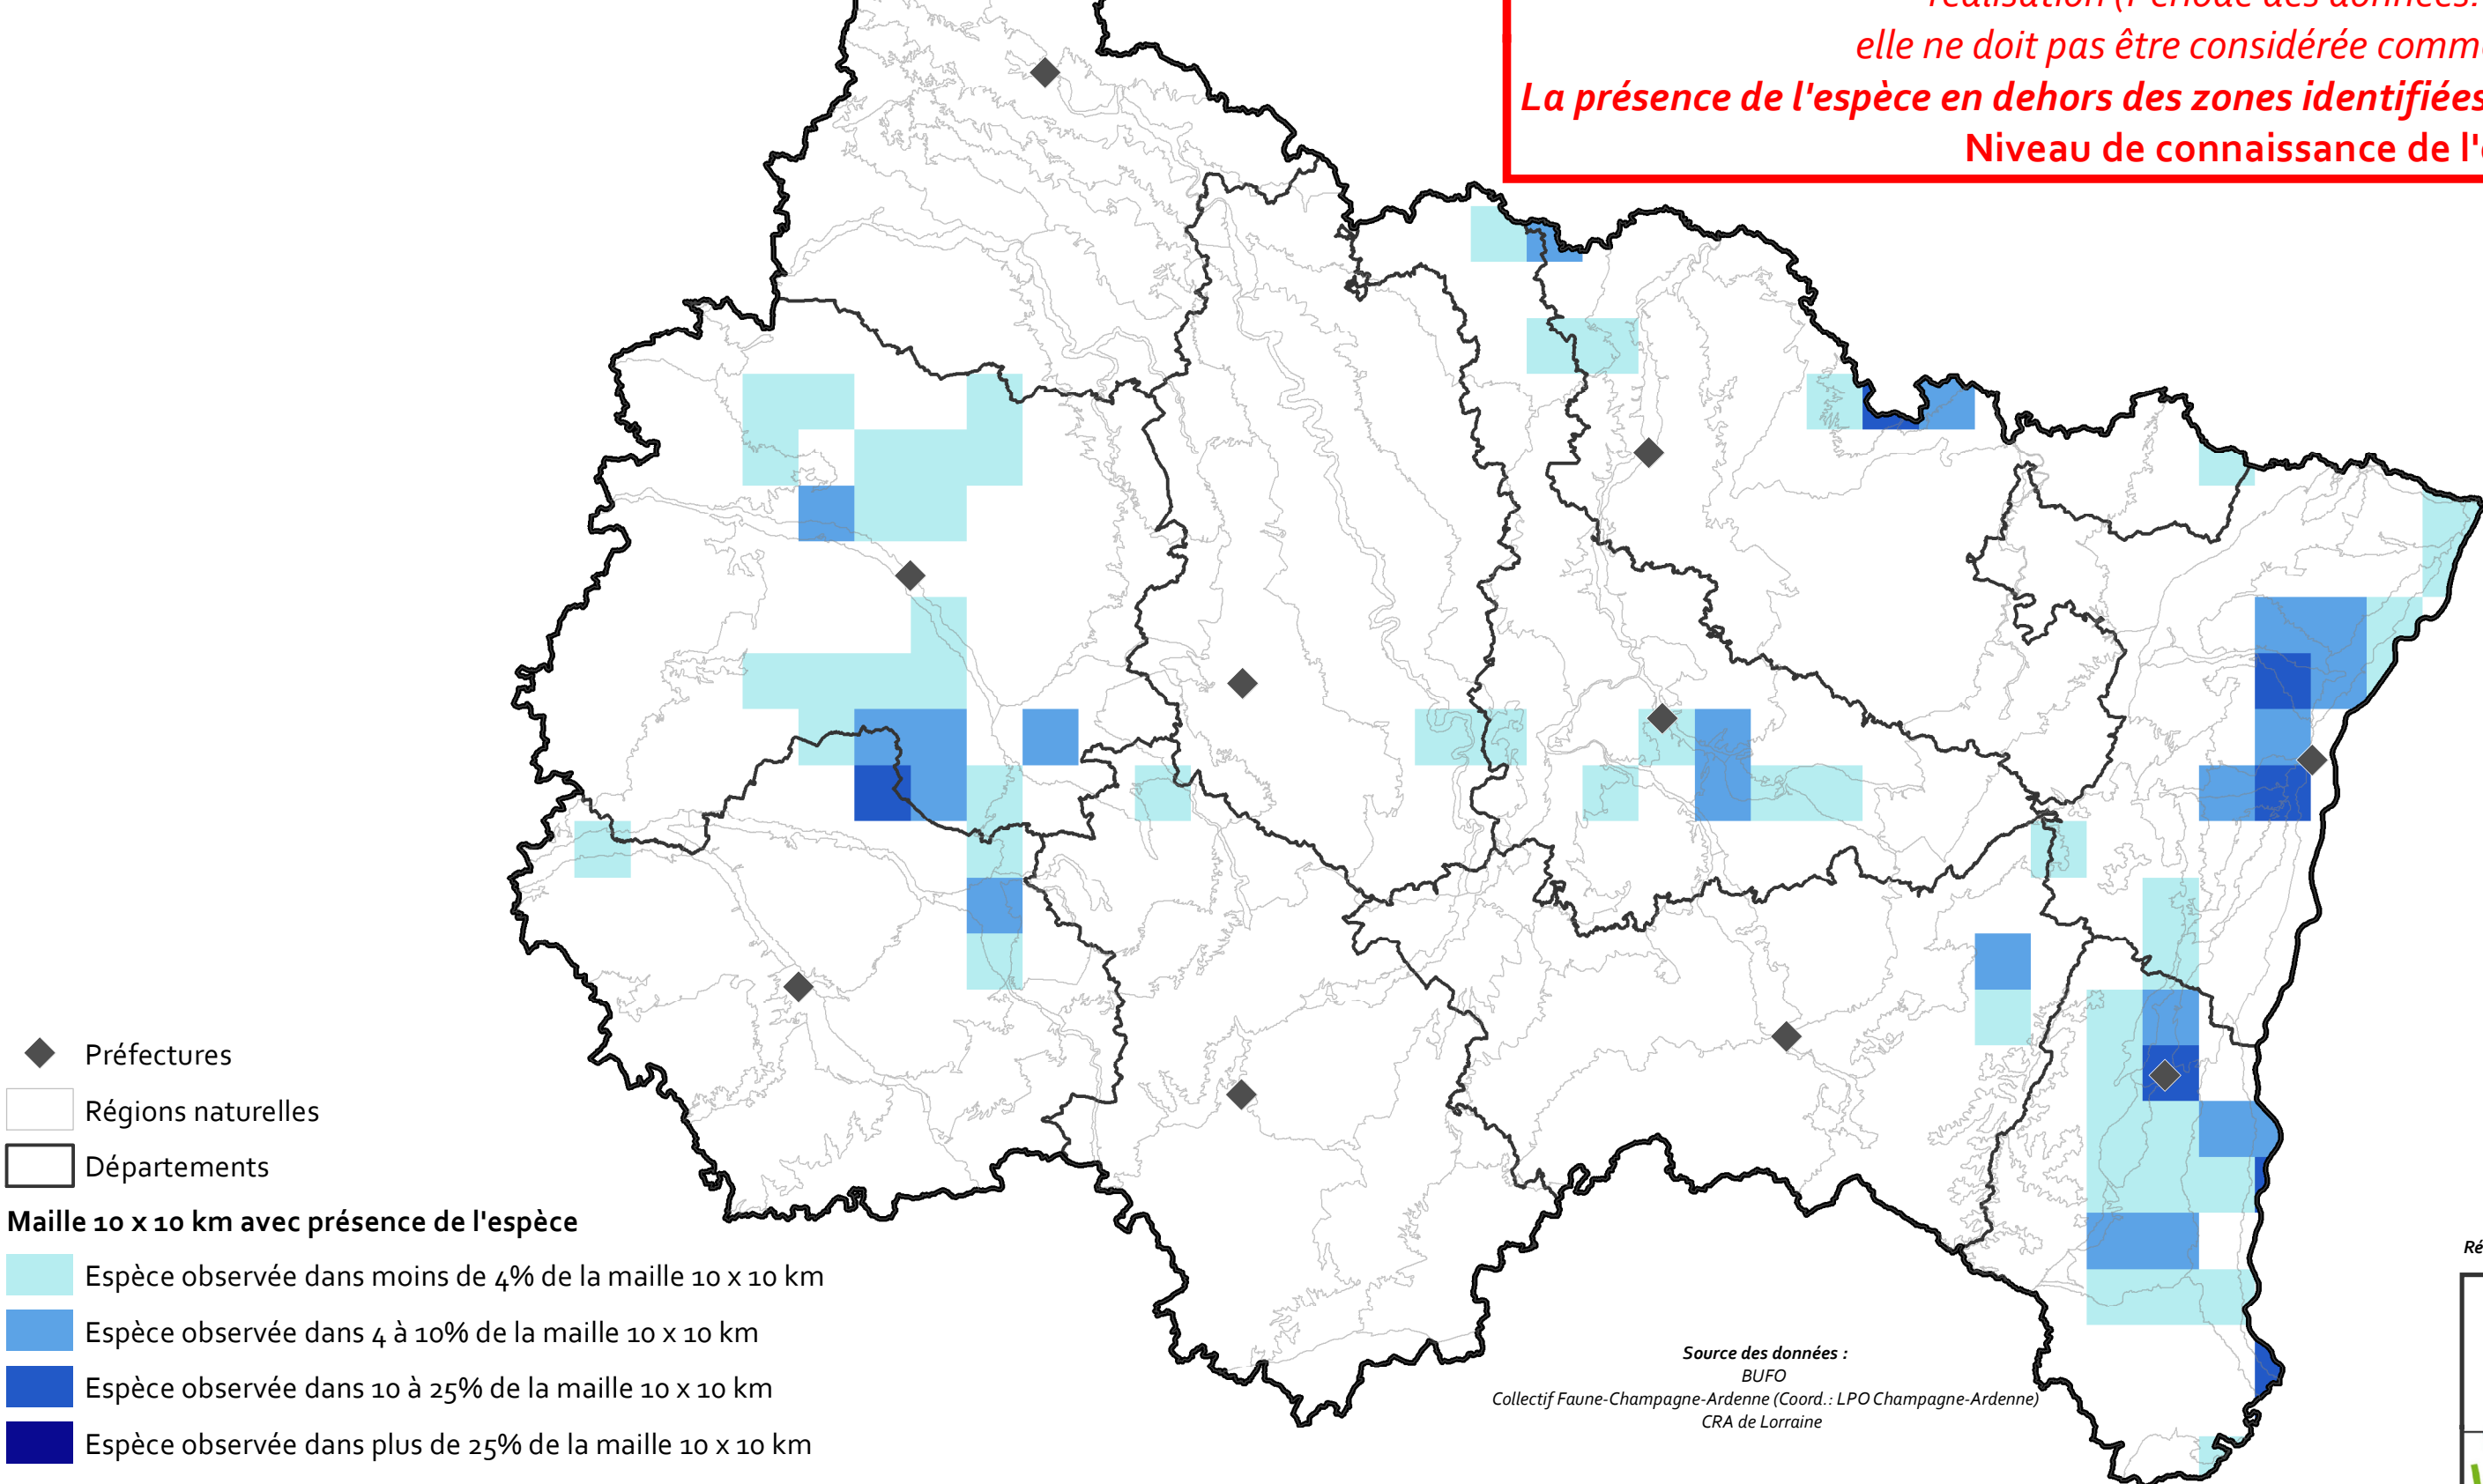 elle ne doit pas être considérée comme
La présence de l'espèce en dehors des zones identifiées
Niveau de connaissance de l'
Préfectures
Régions naturelles
Départements
Maille 10 x 10 km avec présence de l'espèce
Espèce observée dans moins de 4% de la maille 10 x 10 km
Espèce observée dans 4 à 10% de la maille 10 x 10 km
Espèce observée dans 10 à 25% de la maille 10 x 10 km
Espèce observée dans plus de 25% de la maille 10 x 10 km
Source des données :
BUFO
Collectif Faune-Champagne-Ardenne (Coord.: LPO Champagne-Ardenne)
CRA de Lorraine